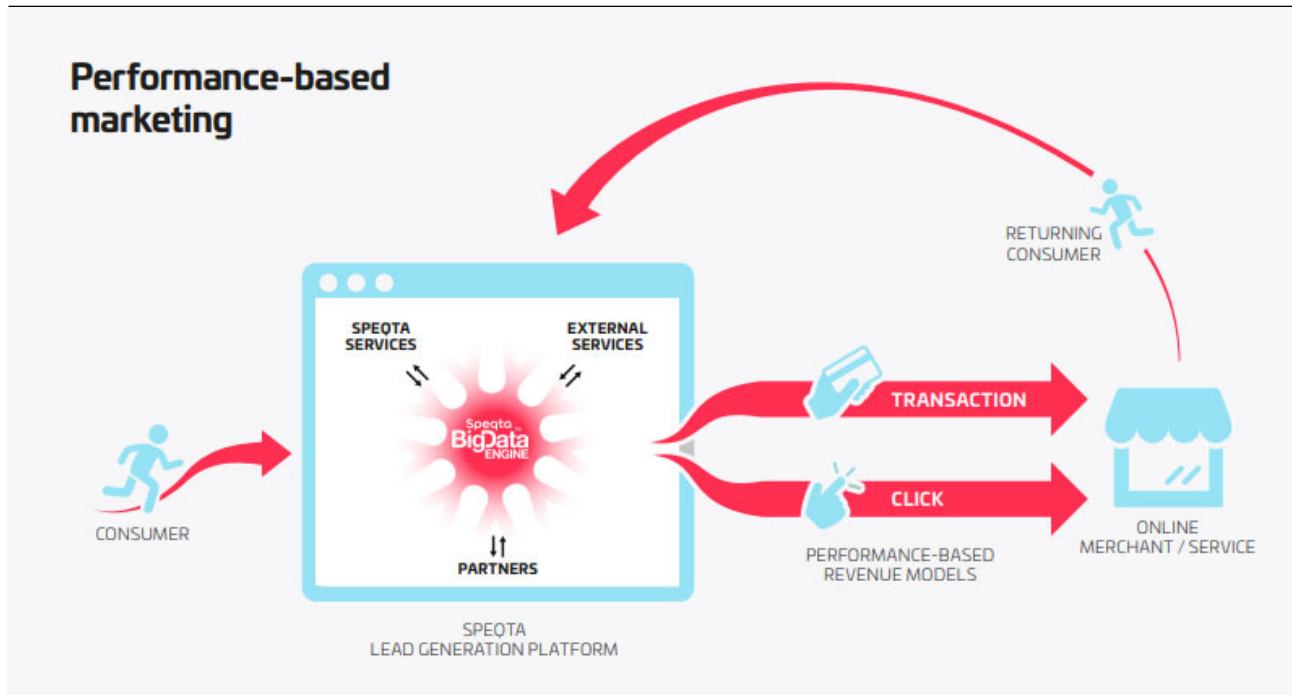 Performance-based
marketing
RETURNING
CONSUMER
SPEQTA
SERVICES
EXTERNAL
SERVICES
Speqta
BigData
ENGINE
PARTNERS
CONSUMER
TRANSACTION
CLICK
ONLINE
MERCHANT / SERVICE
PERFORMANCE-BASED
REVENUE MODELS
SPEQTA
LEAD GENERATION PLATFORM